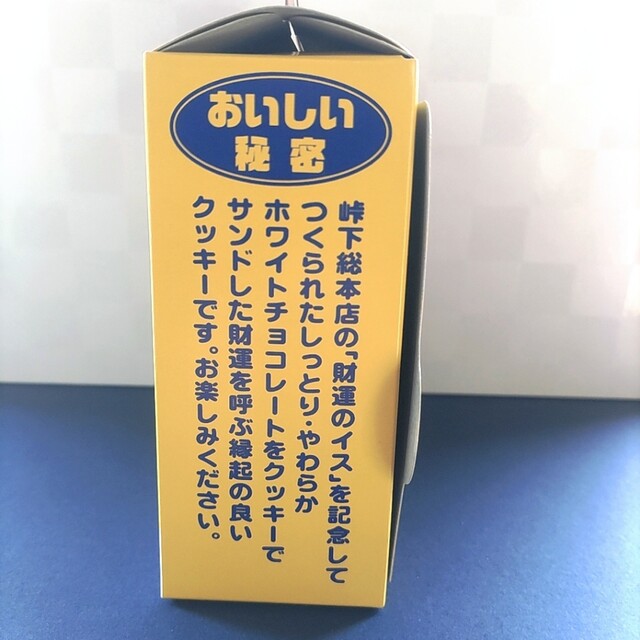 おいしい
秘密
峠下総本店の「財運のイス」を記念して
つくられたしっとり・やわらか
ホワイトチョコレートをクッキーで
サンドした財運を呼ぶ縁起の良い
クッキーです。お楽しみください。